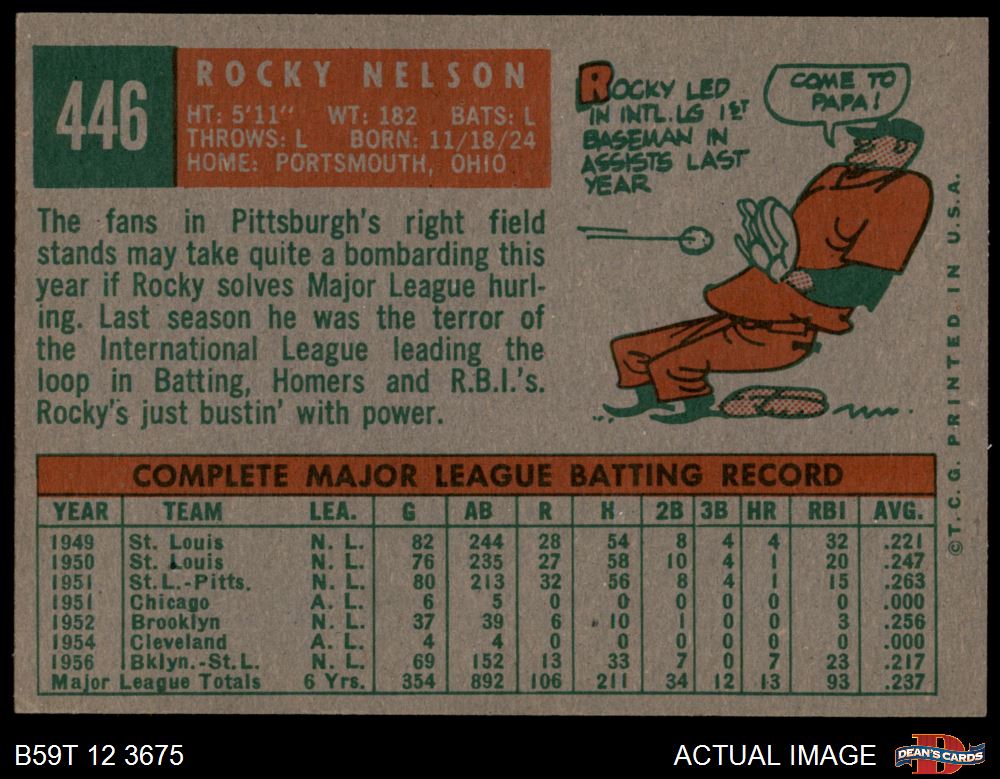 446
ROCKY NELSON
HT: 5'11" WT: 182 BATS: L
THROWS: L BORN: 11/18/24
HOME: PORTSMOUTH, OHIO
ROCKY LED
IN INTL. LG 1ST
BASEMAN IN
ASSISTS LAST
YEAR
COME TO
PAPA!
The fans in Pittsburgh's right field
stands may take quite a bombarding this
year if Rocky solves Major League hurl-
ing. Last season he was the terror of
the International League leading the
loop in Batting, Homers and R.B.I.'s.
Rocky's just bustin' with power.
COMPLETE MAJOR LEAGUE BATTING RECORD
YEAR TEAM LEA. G AB R H 2B 3B HR RBI AVG.
1949 St. Louis N. L. 82 244 28 54 8 4 4 32 .221
1950 St. Louis N. L. 76 235 27 58 10 4 1 20 .247
1951 St.L.-Pitts. N. L. 80 213 32 56 8 4 1 15 .263
1951 Chicago A. L. 6 5 0 0 0 0 0 0 .000
1952 Brooklyn N. L. 37 39 6 10 1 0 0 3 .256
1954 Cleveland A. L. 4 4 0 0 0 0 0 0 .000
1956 Bklyn.-St.L. N. L. 69 152 13 33 7 0 7 23 .217
Major League Totals 6 Yrs. 354 892 106 211 34 12 13 93 .237
©T.C.G. PRINTED IN U.S.A.
B59T 12 3675
ACTUAL IMAGE
D
DEAN'S CARDS